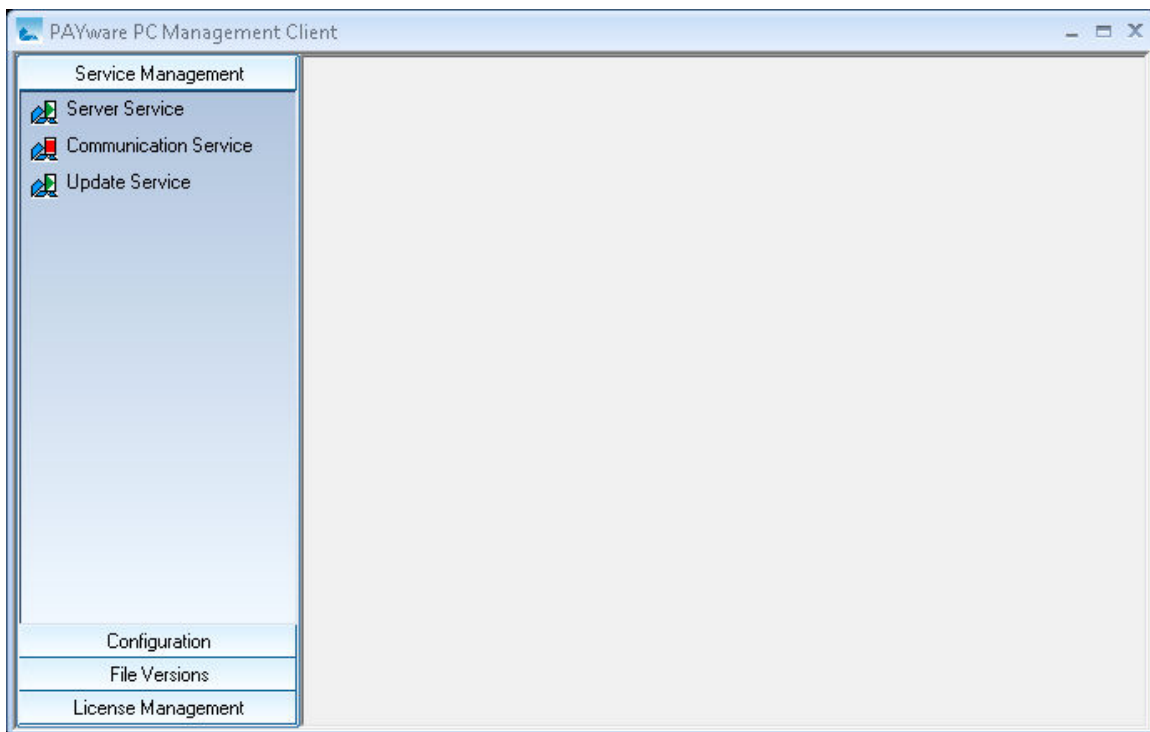 PAYware PC Management Client
Service Management
Server Service
Communication Service
Update Service
Configuration
File Versions
License Management